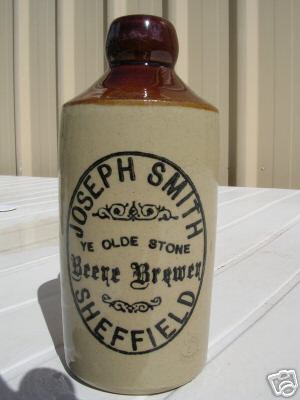 JOSEPH SMITH
YE OLDE STONE
Beere Brewery
SHEFFIELD